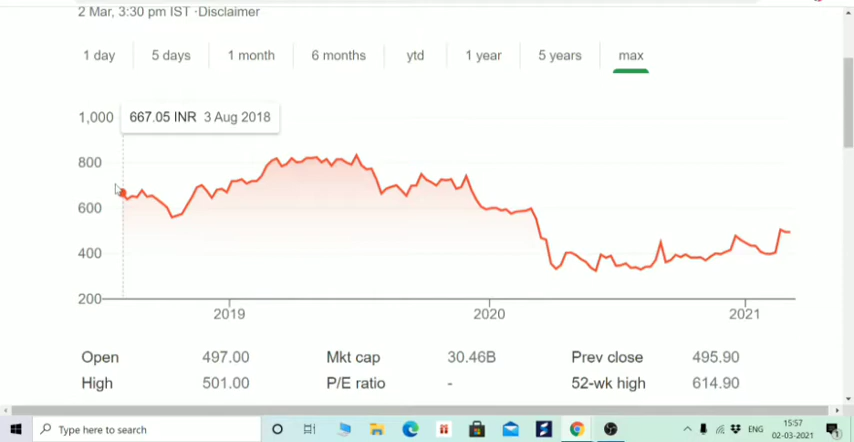 2 Mar, 3:30 pm IST ·Disclaimer
1 day 5 days 1 month 6 months ytd 1 year 5 years max
1,000 667.05 INR 3 Aug 2018
800
600
400
200
2019 2020 2021
Open 497.00 Mkt cap 30.46B Prev close 495.90
High 501.00 P/E ratio - 52-wk high 614.90
Type here to search ENG 15:57
02-03-2021